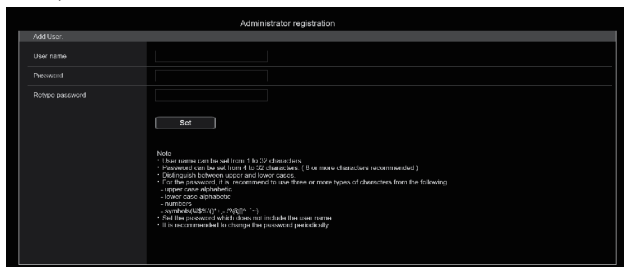 Administrator registration
Add User.
User name
Password
Retype password
Set
Note
・User name can be set from 1 to 32 characters
・Password can be set from 4 to 32 characters. ( 8 or more characters recommended )
・Distinguish between upper and lower cases.
・For the password, it is recommend to use three or more types of characters from the following
- upper case alphabetic
- lower case alphabetic
- numbers
- symbols
・Set the password which does not include the user name
・It is recommended to change the password periodically